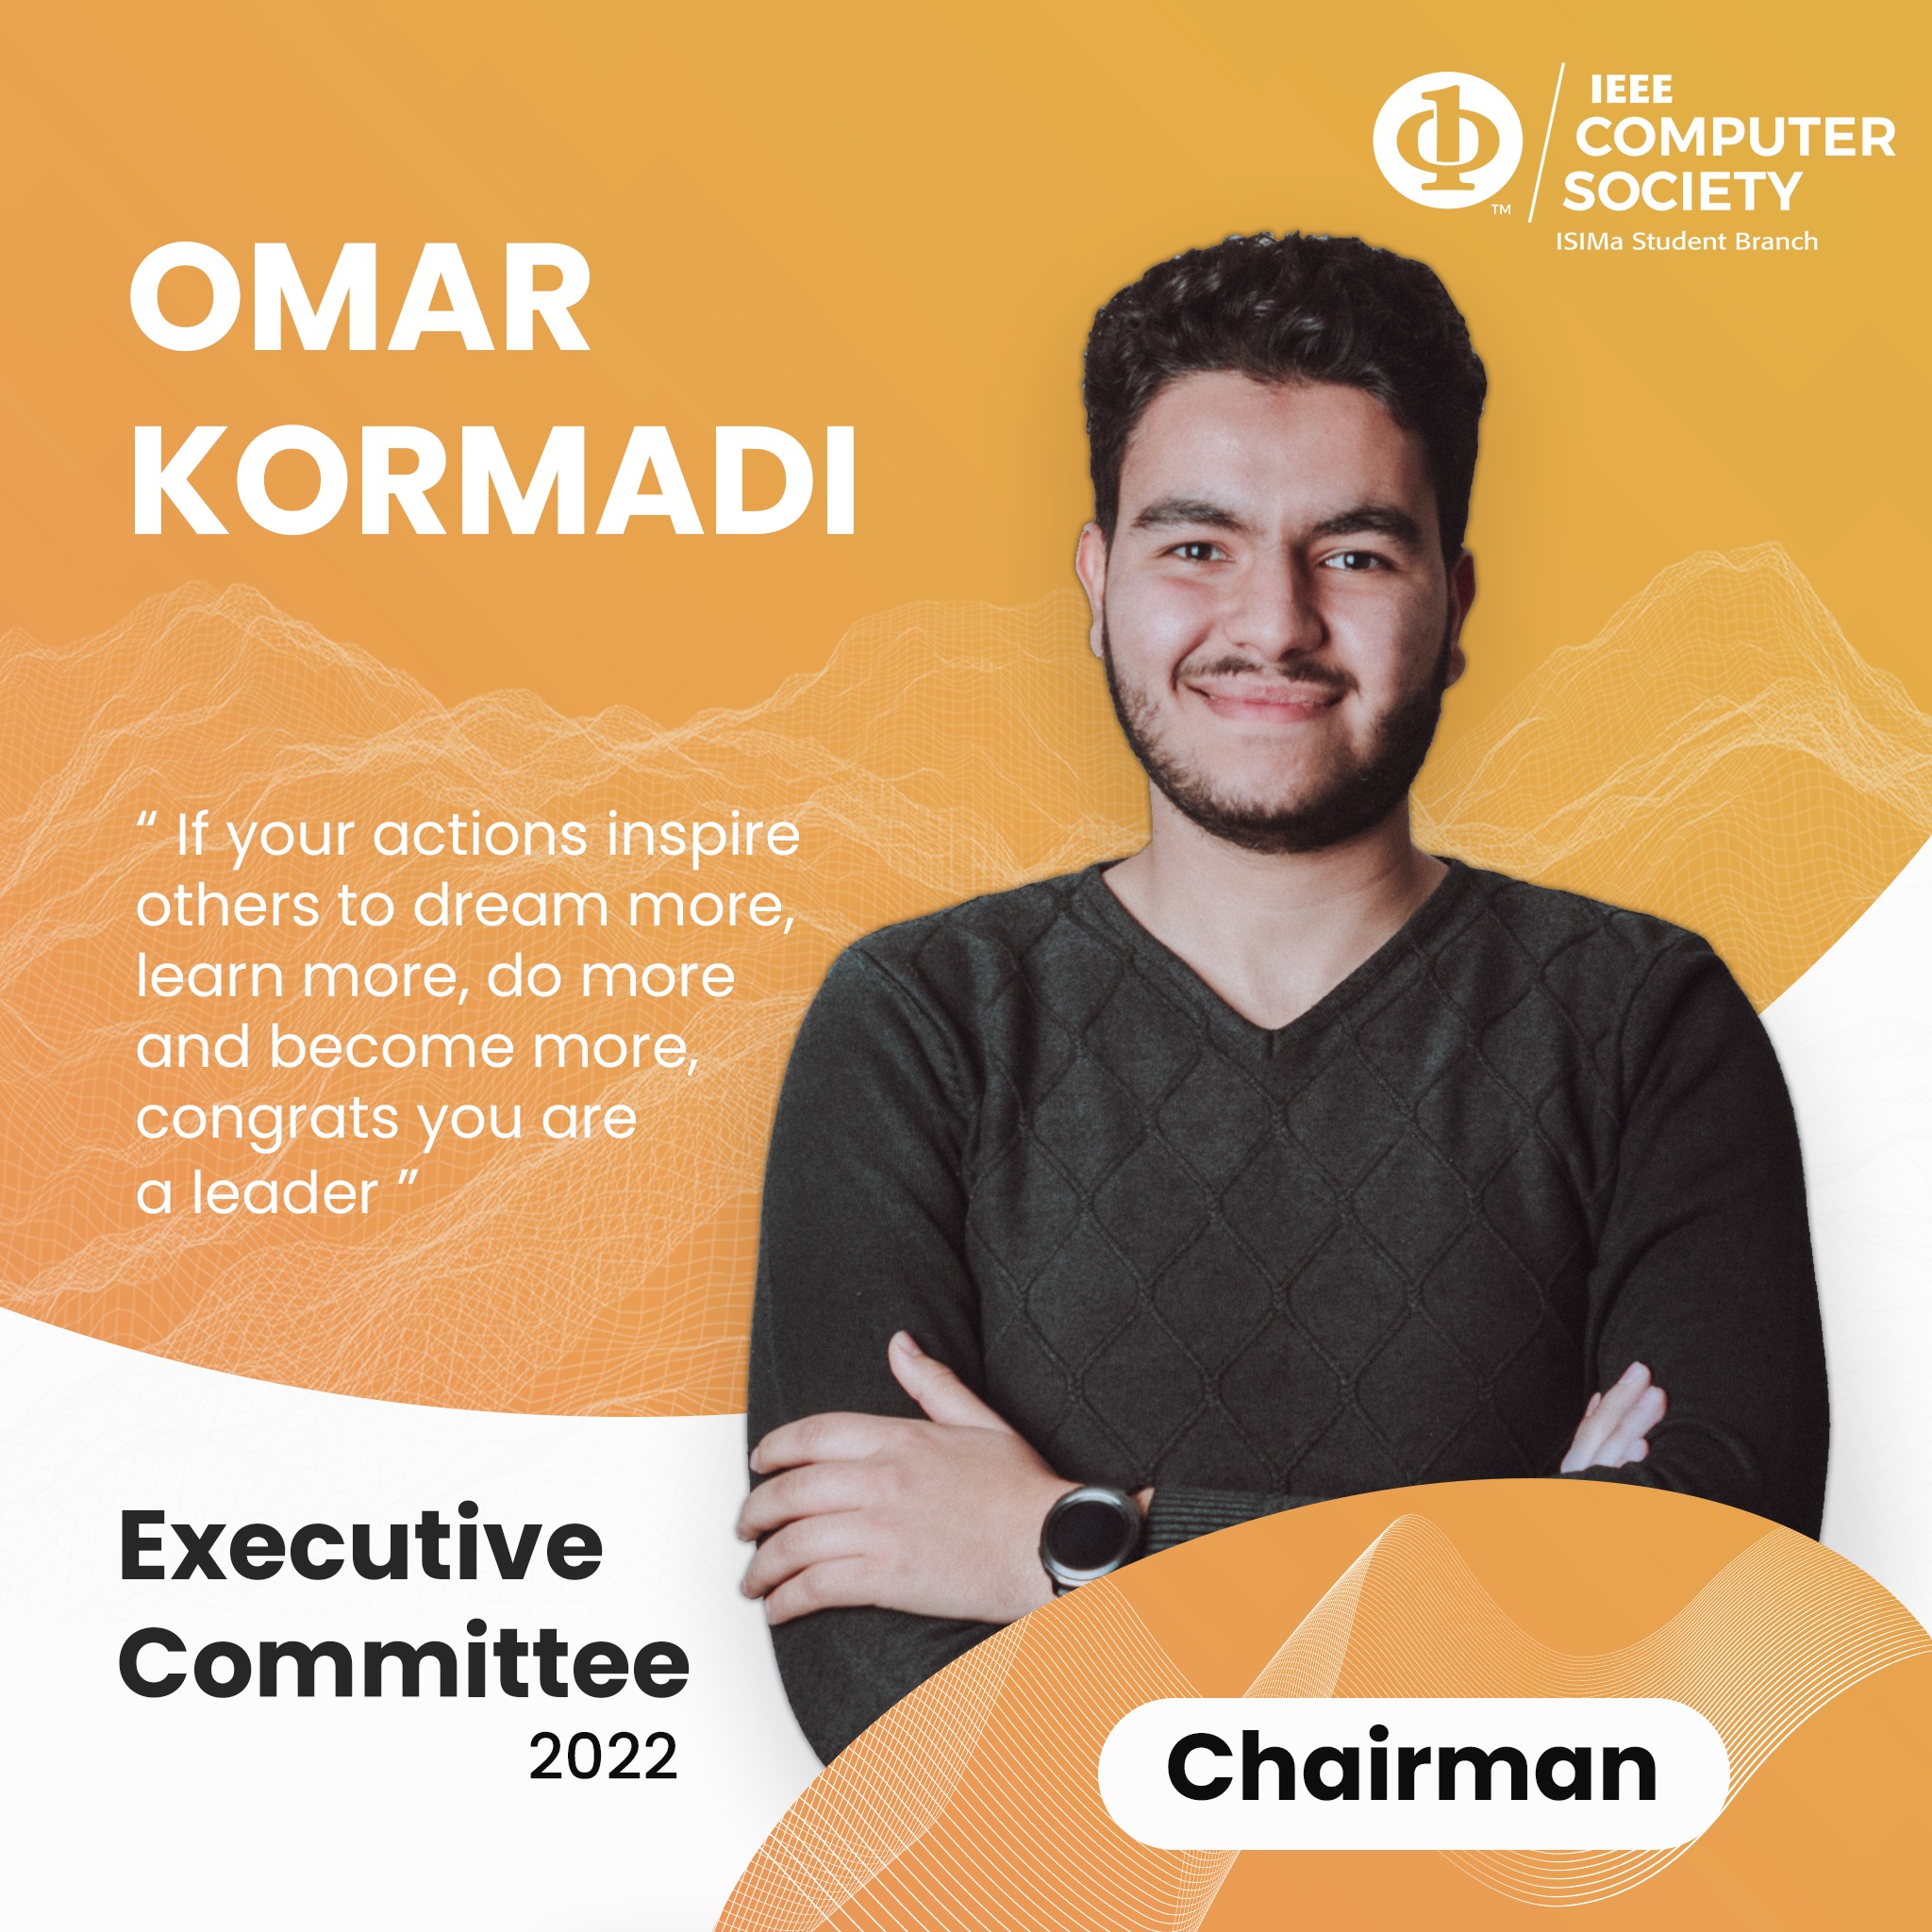 IEEE
COMPUTER
SOCIETY
TM
ISIMa Student Branch
OMAR
KORMADI
“ If your actions inspire
others to dream more,
learn more, do more
and become more,
congrats you are
a leader ”
Executive
Committee
2022
Chairman